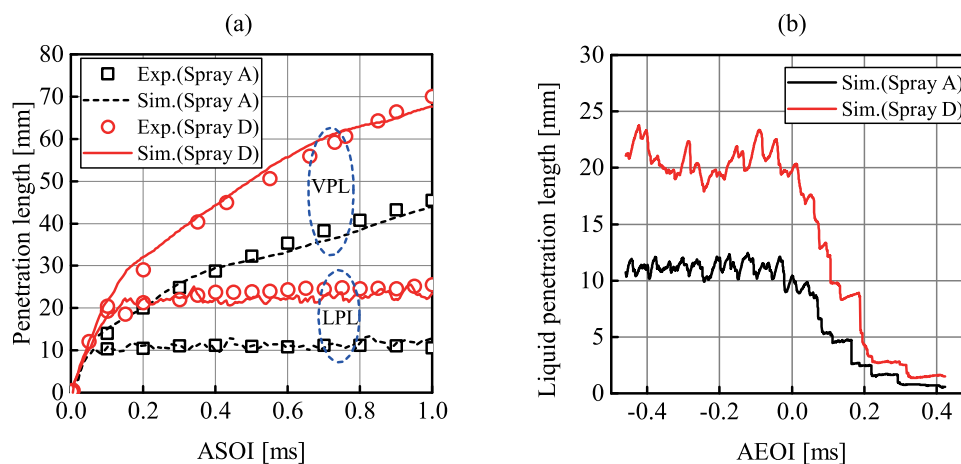 (a)
Penetration length [mm]
80
70
60
50
40
30
20
10
0
Exp.(Spray A)
Sim.(Spray A)
Exp.(Spray D)
Sim.(Spray D)
VPL
LPL
0.0 0.2 0.4 0.6 0.8 1.0
ASOI [ms]
(b)
Liquid penetration length [mm]
30
25
20
15
10
5
0
Sim.(Spray A)
Sim.(Spray D)
-0.4 -0.2 0.0 0.2 0.4
AEOI [ms]